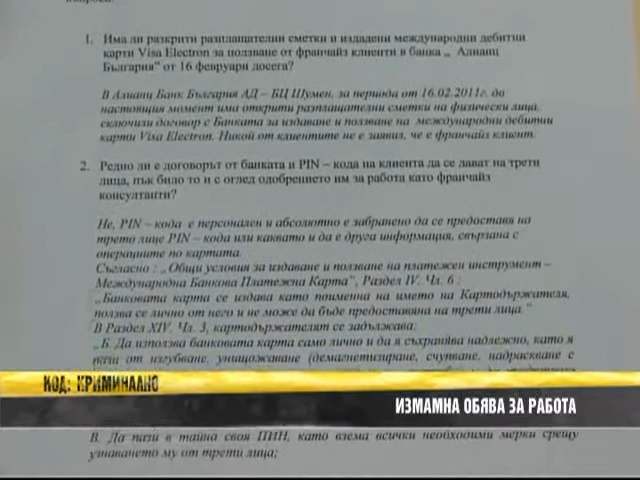 въпроси.
1. Има ли разкрити разплащателни сметки и издадени международни дебитни
карти Visa Electron за ползване от франчайз клиенти в банка „ Алианц
България" от 16 февруари досега?
В Алианц Банк България АД – БЦ Шумен, за периода от 16.02.2011г. до
настоящия момент има открити разплащателни сметки на физически лица,
сключили договор с Банката за издаване и ползване на международни дебитни
карти Visa Electron. Никой от клиентите не е заявил, че е франчайз клиент.
2. Редно ли е договорът от банката и PIN – кода на клиента да се дават на трети
лица, пък било то и с оглед одобрението им за работа като франчайз
консултанти?
Не, PIN – кода е персонален и абсолютно е забранено да се предоставя на
трето лице PIN – кода или каквато и да е друга информация, свързана с
операциите по картата.
Съгласно : „Общи условия за издаване и ползване на платежен инструмент –
Международна Банкова Платежна Карта", Раздел IV. Чл. 6 :
„Банковата карта се издава като поименна на името на Картодържателя,
ползва се лично от него и не може да бъде предоставяна на трети лица."
В Раздел XIV. Чл. 3, картодържателят се задължава:
„Б. Да използва банковата карта само лично и да я съхранява надлежно, като я
пази от изгубване, унищожаване (демагнетизиране, счупване, надраскване с
КОД: КРИМИНАЛНО
ИЗМАМНА ОБЯВА ЗА РАБОТА
В. Да пази в тайна своя ПИН, като взема всички необходими мерки срещу
узнаването му от трети лица;